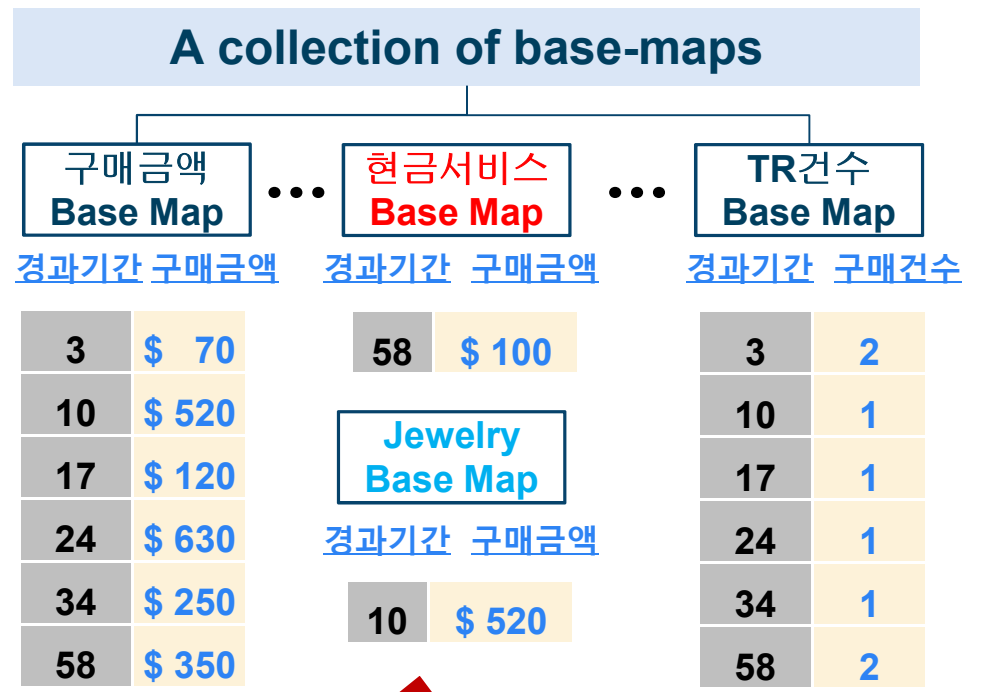 A collection of base-maps
구매금액
Base Map
...
현금서비스
Base Map
...
TR건수
Base Map
경과기간 구매금액
3 $ 70
10 $ 520
17 $ 120
24 $ 630
34 $ 250
58 $ 350
경과기간 구매금액
58 $ 100
Jewelry
Base Map
경과기간 구매금액
10 $ 520
경과기간 구매건수
3 2
10 1
17 1
24 1
34 1
58 2